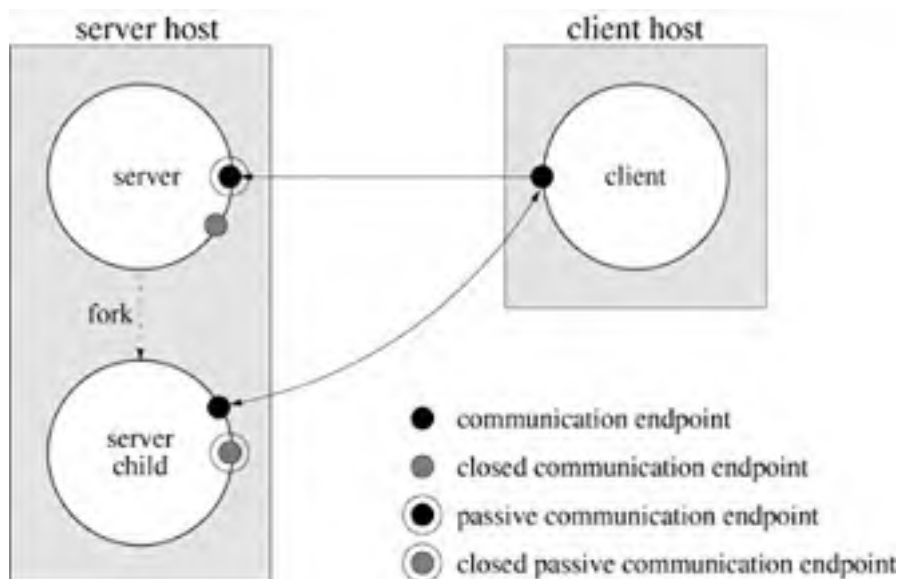 server host
client host
server
client
fork
server
child
communication endpoint
closed communication endpoint
passive communication endpoint
closed passive communication endpoint